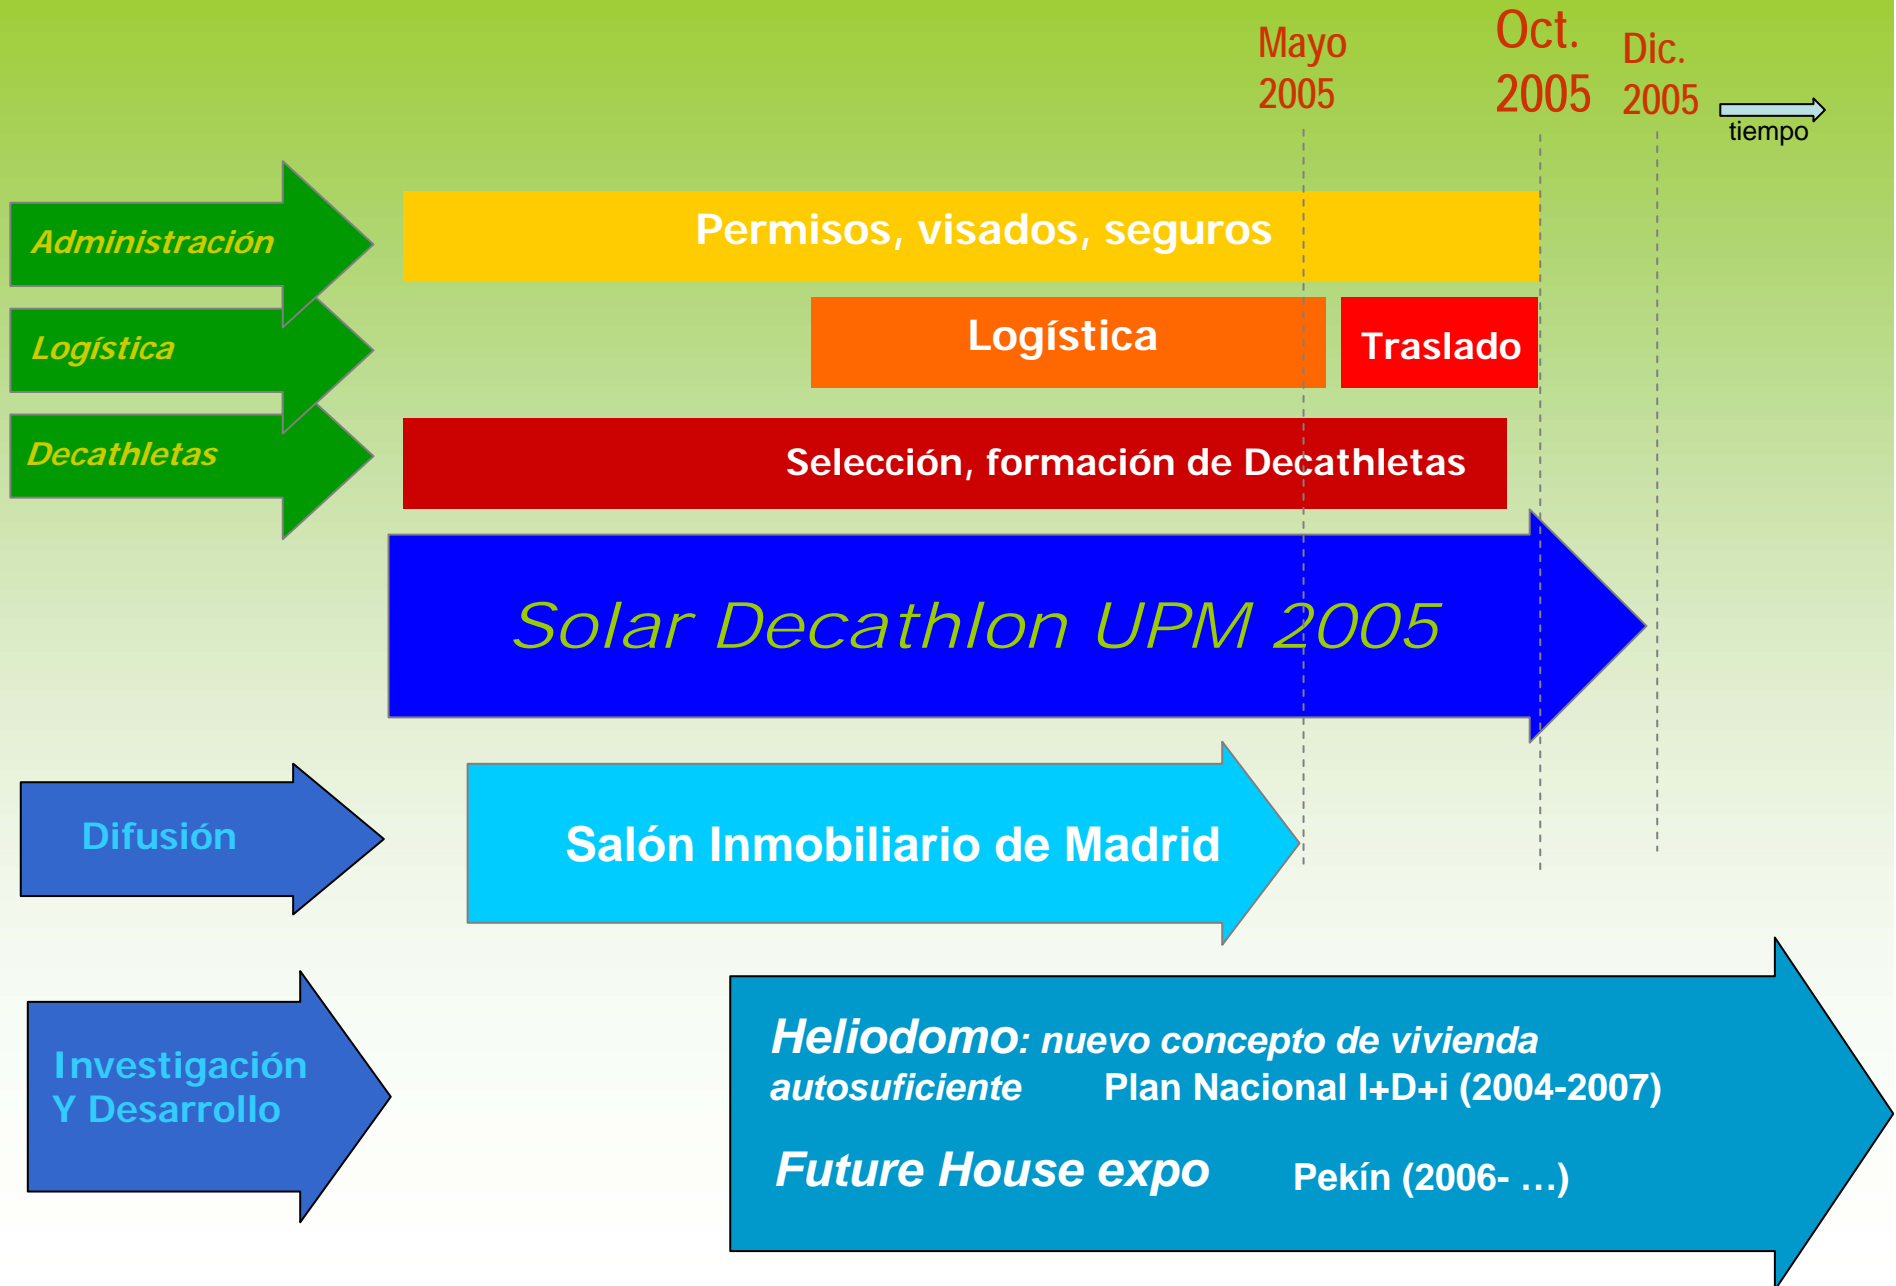 Mayo
2005
Oct.
2005
Dic.
2005
tiempo
Administración
Permisos, visados, seguros
Logística
Logística
Traslado
Decathletas
Selección, formación de Decathletas
Solar Decathlon UPM 2005
Difusión
Salón Inmobiliario de Madrid
Investigación
Y Desarrollo
Heliodomo: nuevo concepto de vivienda
autosuficiente Plan Nacional I+D+i (2004-2007)
Future House expo Pekín (2006- …)